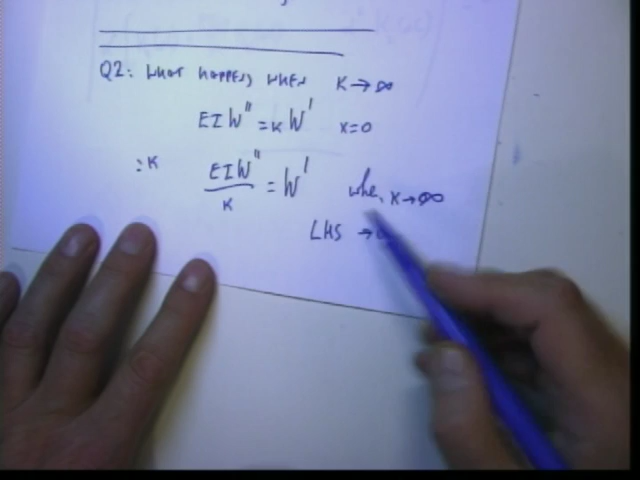 Q2: WHAT HAPPENS WHEN K→∞
EIW'' = KW' X=0
:K EIW''/K = W' when K→∞
LHS →